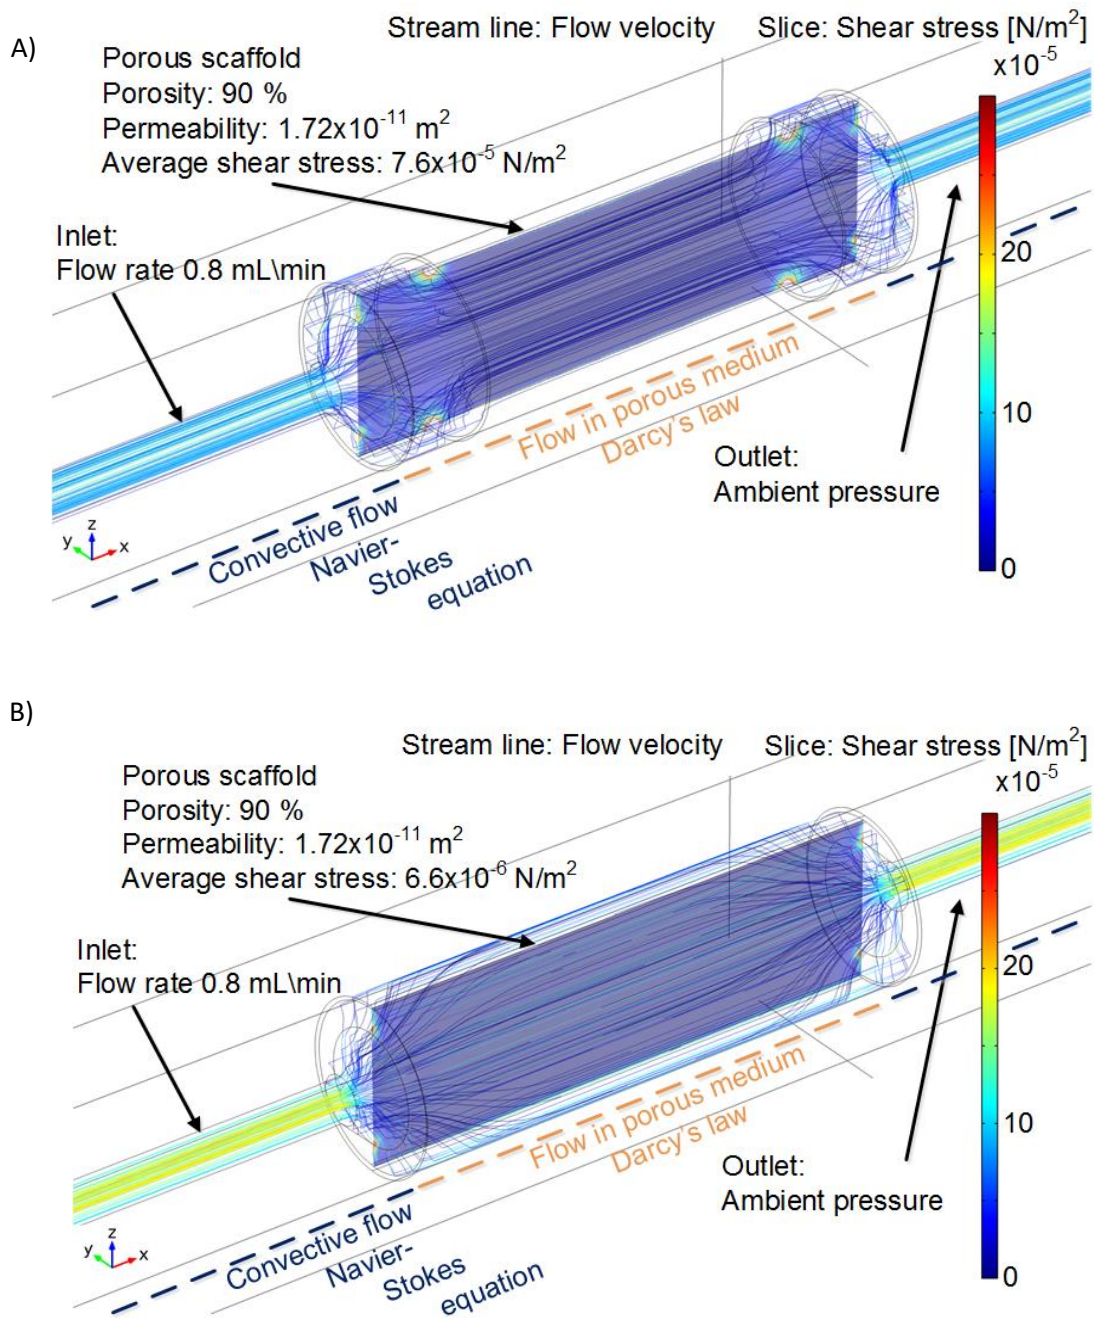 A)
Stream line: Flow velocity
Slice: Shear stress [N/m²]
x10⁻⁵
Porous scaffold
Porosity: 90 %
Permeability: 1.72x10⁻¹¹ m²
Average shear stress: 7.6x10⁻⁵ N/m²
Inlet:
Flow rate 0.8 mL\min
20
10
0
Flow in porous medium
Darcy's law
Outlet:
Ambient pressure
Convective flow
Navier-
Stokes
equation
z
y
x
B)
Stream line: Flow velocity
Slice: Shear stress [N/m²]
x10⁻⁵
Porous scaffold
Porosity: 90 %
Permeability: 1.72x10⁻¹¹ m²
Average shear stress: 6.6x10⁻⁶ N/m²
Inlet:
Flow rate 0.8 mL\min
20
10
0
Flow in porous medium
Darcy's law
Outlet:
Ambient pressure
Convective flow
Navier-
Stokes
equation
z
y
x